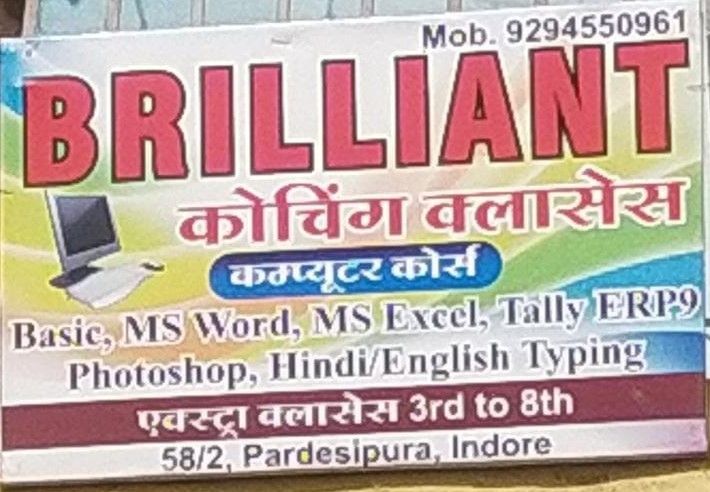 Mob. 9294550961
BRILLIANT
कोचिंग क्लासेस
कम्प्यूटर कोर्स
Basic, MS Word, MS Excel, Tally ERP9
Photoshop, Hindi/English Typing
एक्स्ट्रा क्लासेस 3rd to 8th
58/2, Pardesipura, Indore